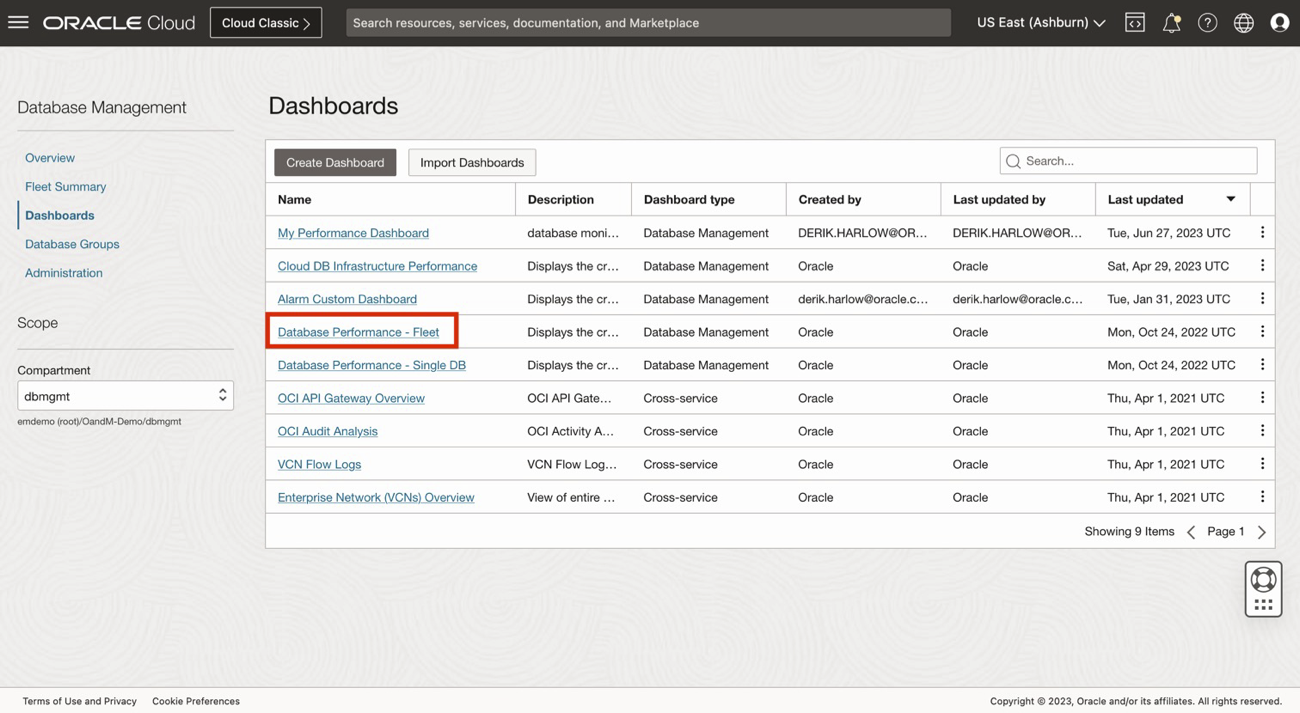 ORACLE Cloud Cloud Classic Search resources, services, documentation, and Marketplace US East (Ashburn)
Database Management
Overview
Fleet Summary
Dashboards
Database Groups
Administration
Scope
Compartment
dbmgmt
emdemo (root)/OandM-Demo/dbmgmt
Dashboards
Create Dashboard Import Dashboards Search...
Name Description Dashboard type Created by Last updated by Last updated
My Performance Dashboard database moni... Database Management DERIK.HARLOW@OR... DERIK.HARLOW@OR... Tue, Jun 27, 2023 UTC
Cloud DB Infrastructure Performance Displays the cr... Database Management Oracle Oracle Sat, Apr 29, 2023 UTC
Alarm Custom Dashboard Displays the cr... Database Management derik.harlow@oracle.c... derik.harlow@oracle.c... Tue, Jan 31, 2023 UTC
Database Performance - Fleet Displays the cr... Database Management Oracle Oracle Mon, Oct 24, 2022 UTC
Database Performance - Single DB Displays the cr... Database Management Oracle Oracle Mon, Oct 24, 2022 UTC
OCI API Gateway Overview OCI API Gate... Cross-service Oracle Oracle Thu, Apr 1, 2021 UTC
OCI Audit Analysis OCI Activity A... Cross-service Oracle Oracle Thu, Apr 1, 2021 UTC
VCN Flow Logs VCN Flow Log... Cross-service Oracle Oracle Thu, Apr 1, 2021 UTC
Enterprise Network (VCNs) Overview View of entire ... Cross-service Oracle Oracle Thu, Apr 1, 2021 UTC
Showing 9 Items Page 1
Terms of Use and Privacy Cookie Preferences Copyright © 2023, Oracle and/or its affiliates. All rights reserved.